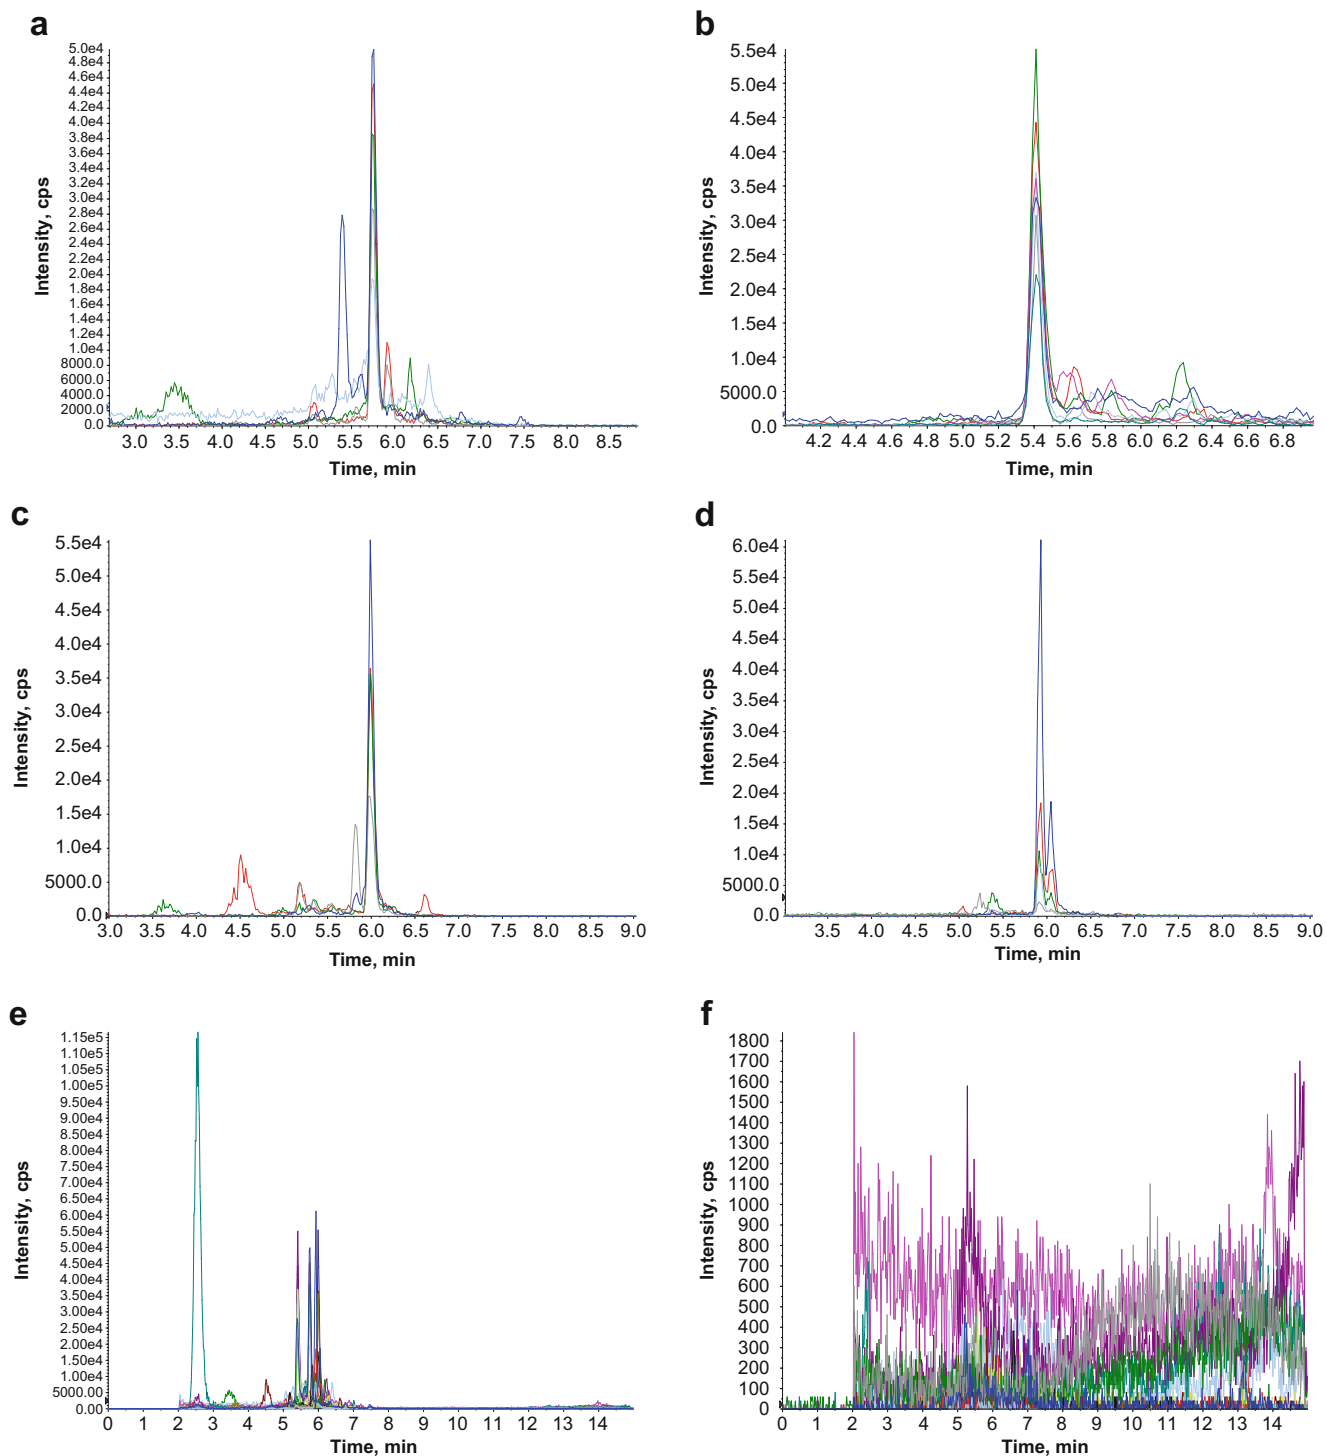 a
5.0e4
4.8e4
4.6e4
4.4e4
4.2e4
4.0e4
3.8e4
3.6e4
3.4e4
3.2e4
3.0e4
2.8e4
2.6e4
2.4e4
2.2e4
2.0e4
1.8e4
1.6e4
1.4e4
1.2e4
1.0e4
8000.0
6000.0
4000.0
2000.0
0.0
Intensity, cps
3.0 3.5 4.0 4.5 5.0 5.5 6.0 6.5 7.0 7.5 8.0 8.5
Time, min
b
5.5e4
5.0e4
4.5e4
4.0e4
3.5e4
3.0e4
2.5e4
2.0e4
1.5e4
1.0e4
5000.0
0.0
Intensity, cps
4.2 4.4 4.6 4.8 5.0 5.2 5.4 5.6 5.8 6.0 6.2 6.4 6.6 6.8
Time, min
c
5.5e4
5.0e4
4.5e4
4.0e4
3.5e4
3.0e4
2.5e4
2.0e4
1.5e4
1.0e4
5000.0
0.0
Intensity, cps
3.0 3.5 4.0 4.5 5.0 5.5 6.0 6.5 7.0 7.5 8.0 8.5 9.0
Time, min
d
6.0e4
5.5e4
5.0e4
4.5e4
4.0e4
3.5e4
3.0e4
2.5e4
2.0e4
1.5e4
1.0e4
5000.0
0.0
Intensity, cps
3.5 4.0 4.5 5.0 5.5 6.0 6.5 7.0 7.5 8.0 8.5 9.0
Time, min
e
1.15e5
1.10e5
1.05e5
1.00e5
9.50e4
9.00e4
8.50e4
8.00e4
7.50e4
7.00e4
6.50e4
6.00e4
5.50e4
5.00e4
4.50e4
4.00e4
3.50e4
3.00e4
2.50e4
2.00e4
1.50e4
1.00e4
5000.00
0.00
Intensity, cps
0 1 2 3 4 5 6 7 8 9 10 11 12 13 14
Time, min
f
1800
1700
1600
1500
1400
1300
1200
1100
1000
900
800
700
600
500
400
300
200
100
0
Intensity, cps
0 1 2 3 4 5 6 7 8 9 10 11 12 13 14
Time, min